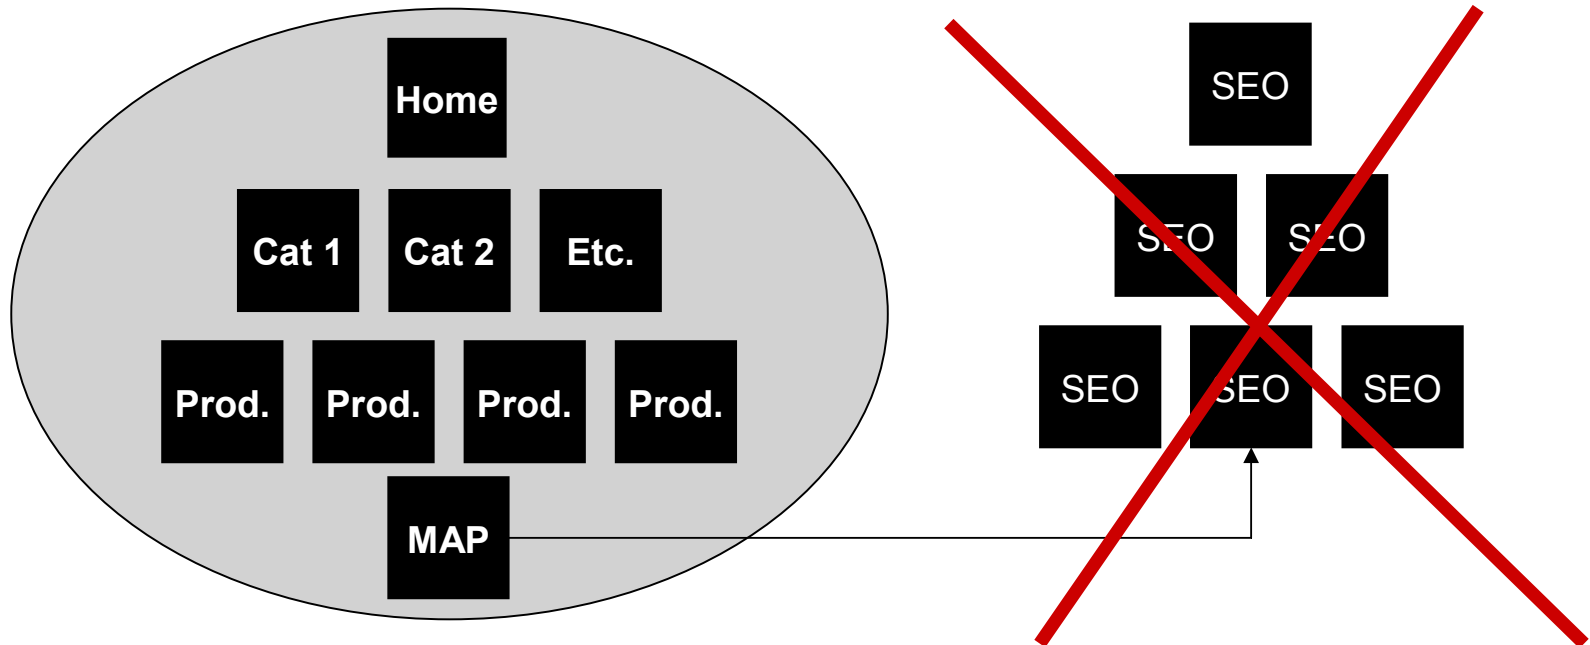 Home
SEO
Cat 1
Cat 2
Etc.
SEO
SEO
Prod.
Prod.
Prod.
Prod.
SEO
SEO
SEO
MAP